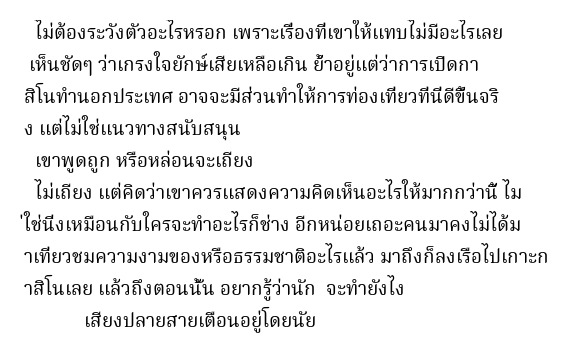 ไม่ต้องระวังตัวอะไรหรอก เพราะเรื่องที่เขาให้แทบไม่มีอะไรเลย
เห็นชัดๆ ว่าเกรงใจยักษ์เสียเหลือเกิน ย้ำอยู่แต่ว่าการเปิดกา
สิโนทำนอกประเทศ อาจจะมีส่วนทำให้การท่องเที่ยวที่นี่ดีขึ้นจริ
ง แต่ไม่ใช่แนวทางสนับสนุน
เขาพูดถูก หรือหล่อนจะเถียง
ไม่เถียง แต่คิดว่าเขาควรแสดงความคิดเห็นอะไรให้มากกว่านี้ ไม
่ใช่นิ่งเหมือนกับใครจะทำอะไรก็ช่าง อีกหน่อยเถอะคนมาคงไม่ได้ม
าเที่ยวชมความงามของหรือธรรมชาติอะไรแล้ว มาถึงก็ลงเรือไปเกาะก
าสิโนเลย แล้วถึงตอนนั้น อยากรู้ว่านัก  จะทำยังไง
เสียงปลายสายเตือนอยู่โดยนัย